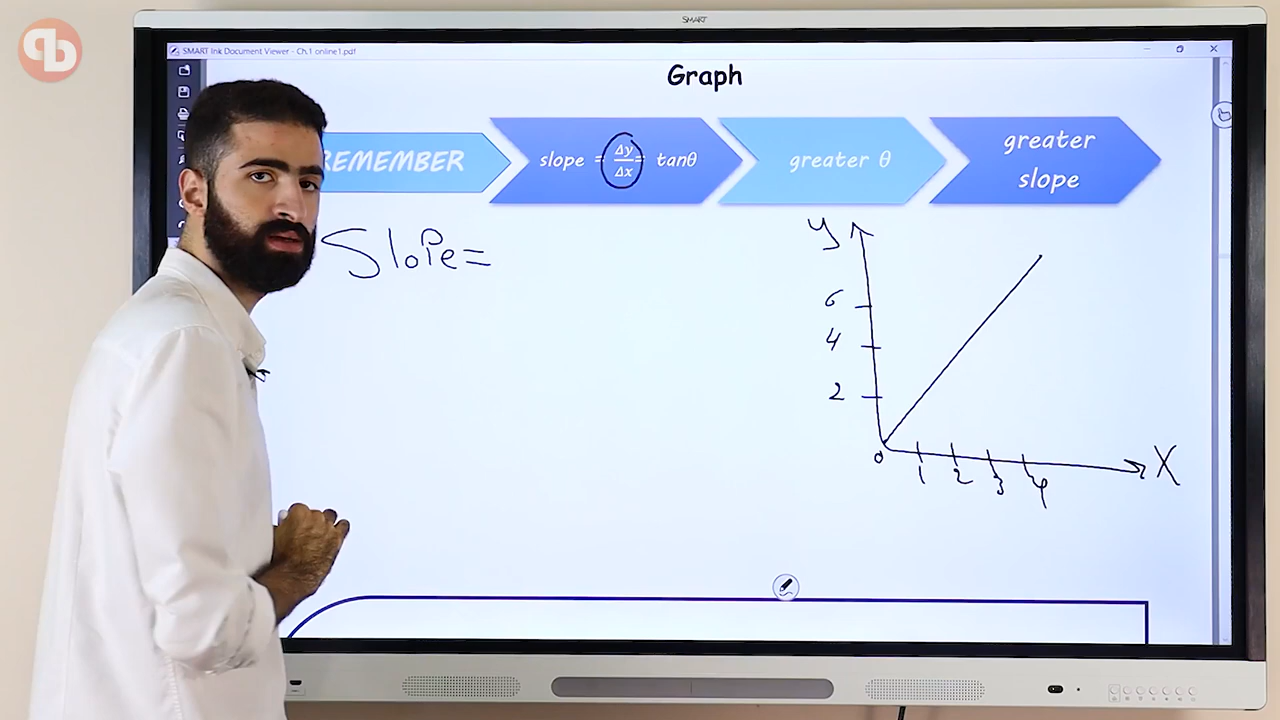 qb
SMART
SMART Ink Document Viewer - Ch.1 online1.pdf
Graph
REMEMBER
slope = Δy/Δx = tanθ
greater θ
greater
slope
Slope=
y
6
4
2
0
1 2 3 4
X